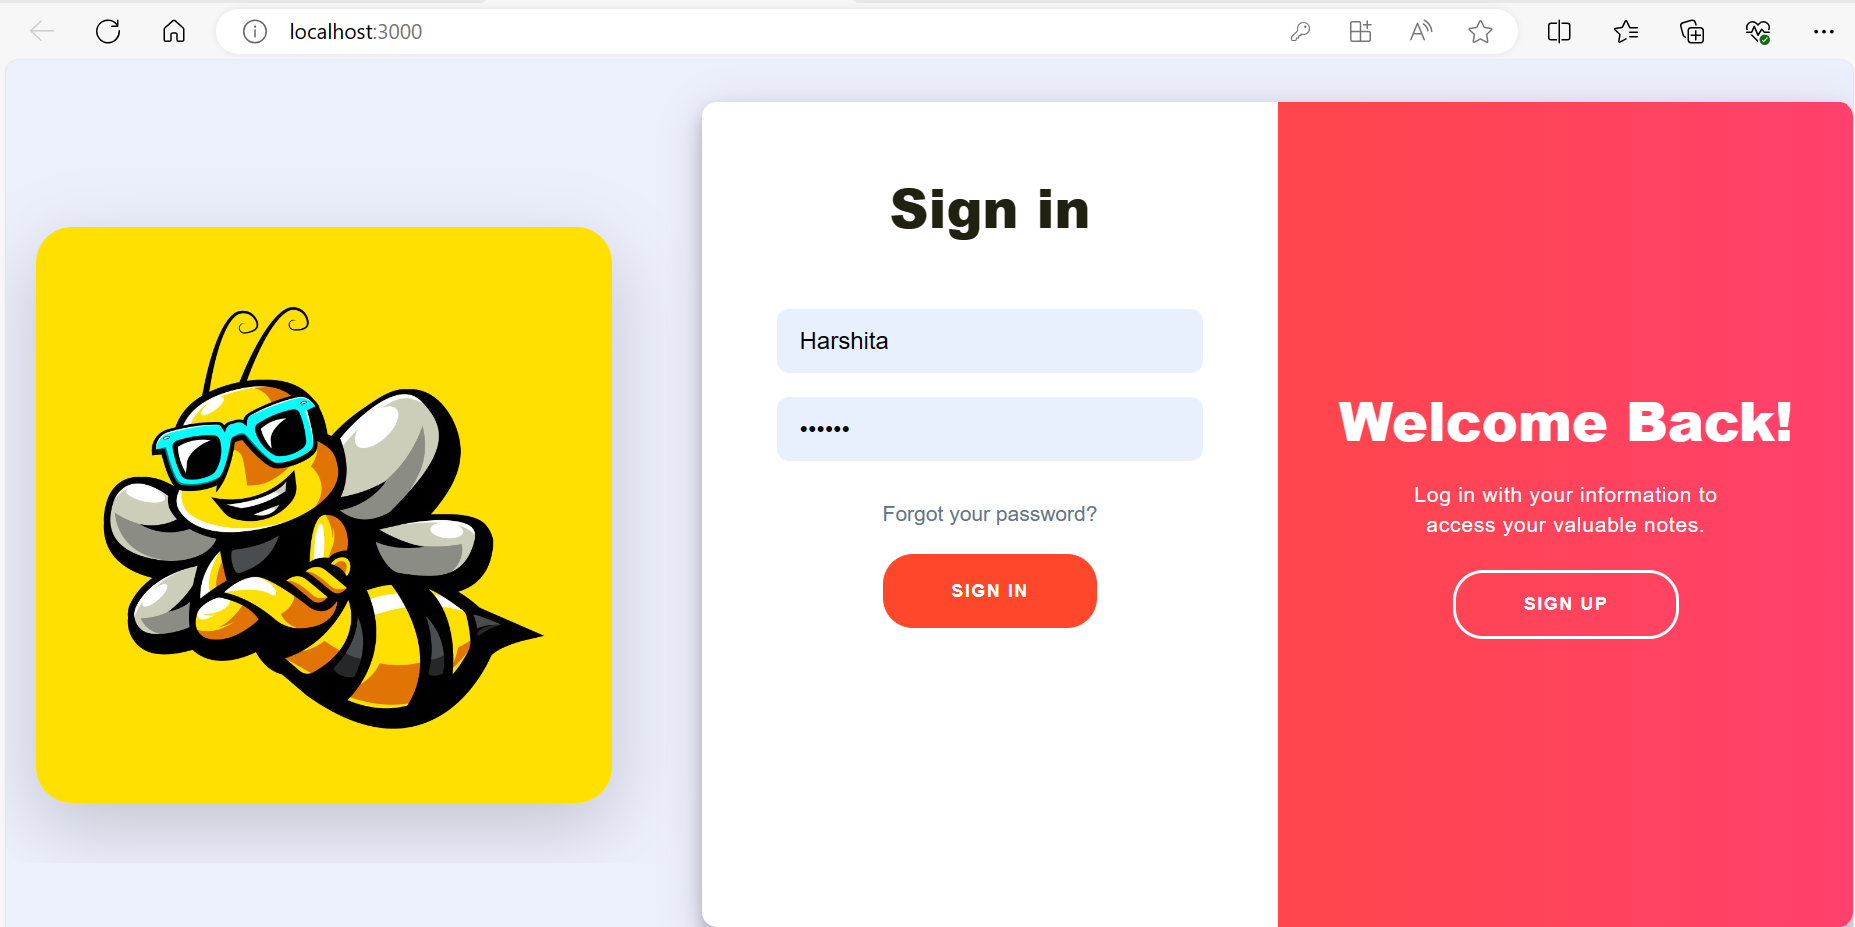 localhost:3000
Sign in
Harshita
••••••
Forgot your password?
SIGN IN
Welcome Back!
Log in with your information to
access your valuable notes.
SIGN UP